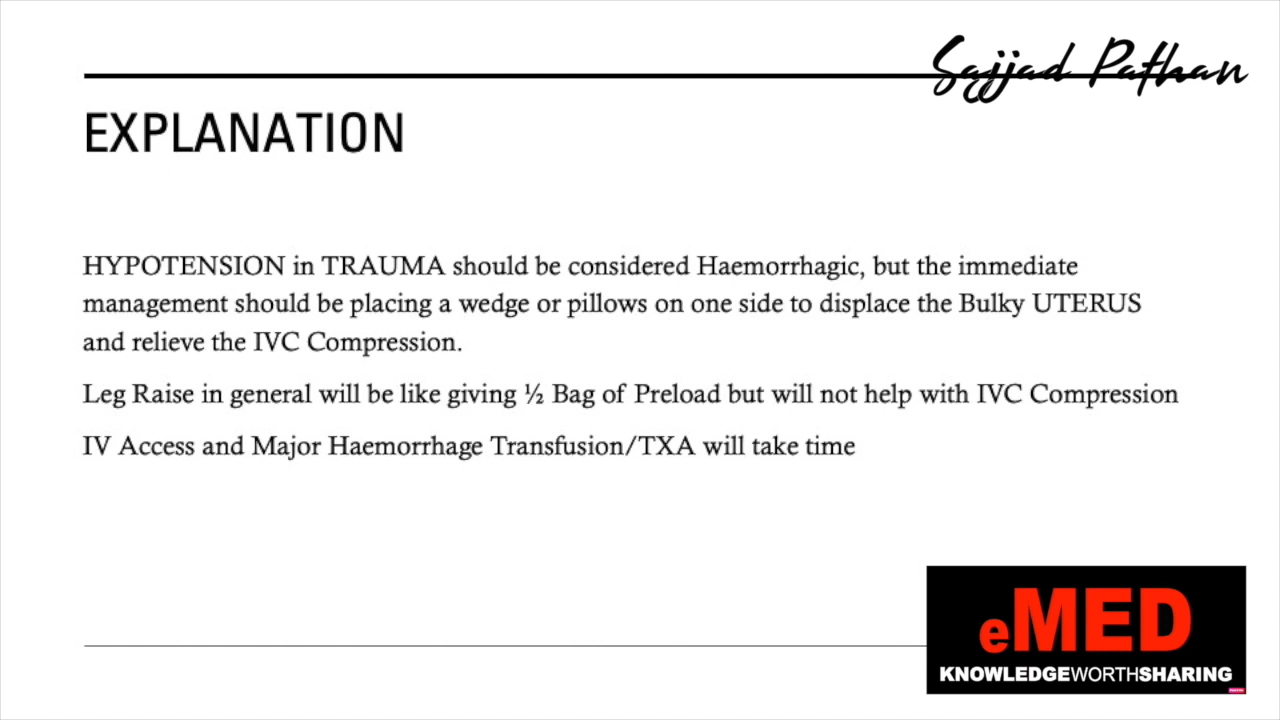 Sajjad Pathan
EXPLANATION
HYPOTENSION in TRAUMA should be considered Haemorrhagic, but the immediate
management should be placing a wedge or pillows on one side to displace the Bulky UTERUS
and relieve the IVC Compression.
Leg Raise in general will be like giving ½ Bag of Preload but will not help with IVC Compression
IV Access and Major Haemorrhage Transfusion/TXA will take time
eMED
KNOWLEDGEWORTHSHARING